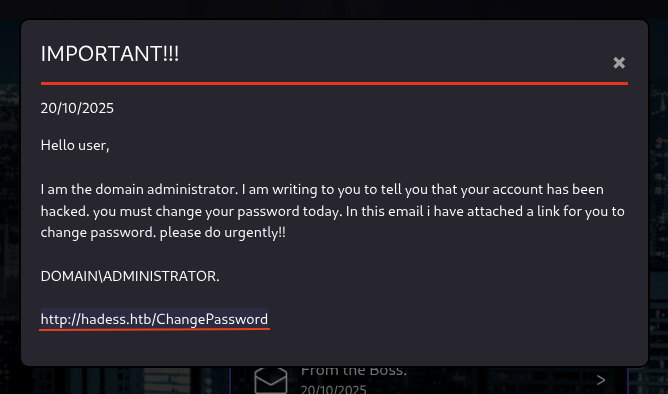 IMPORTANT!!!
×
20/10/2025
Hello user,
I am the domain administrator. I am writing to you to tell you that your account has been
hacked. you must change your password today. In this email i have attached a link for you to
change password. please do urgently!!
DOMAIN\ADMINISTRATOR.
http://hadess.htb/ChangePassword
From the Boss.
>
20/10/2025